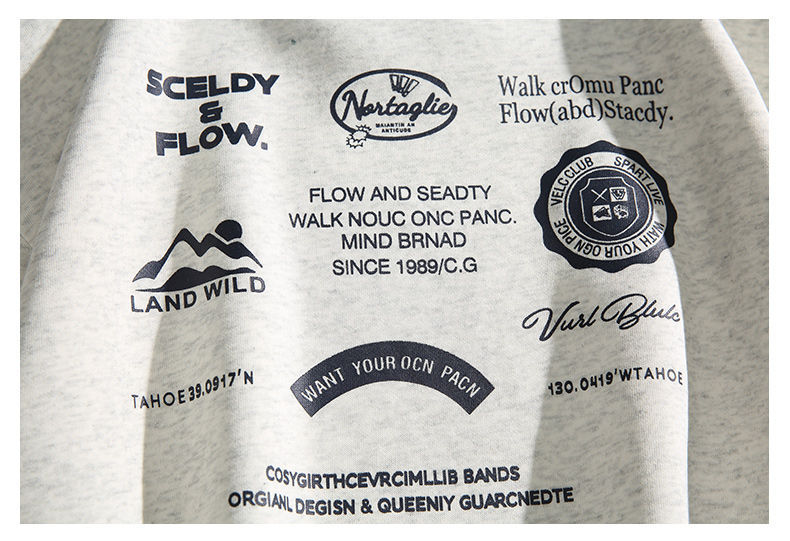 SCELDY
&
FLOW.
Nortaglie
MAIANTIN AN
ANTICUDE
Walk crOmu Panc
Flow(abd)Stacdy.
FLOW AND SEADTY
WALK NOUC ONC PANC.
MIND BRNAD
SINCE 1989/C.G
VELC CLUB SPART LIVE
WATH YOUR OGN PICE
LAND WILD
Vurl Blulc
TAHOE 39.0917'N
WANT YOUR OCN PACN
130.0419'WTAHOE
COSYGIRTHCEVRCIMLLIB BANDS
ORGIANL DEGISN & QUEENIY GUARCNEDTE